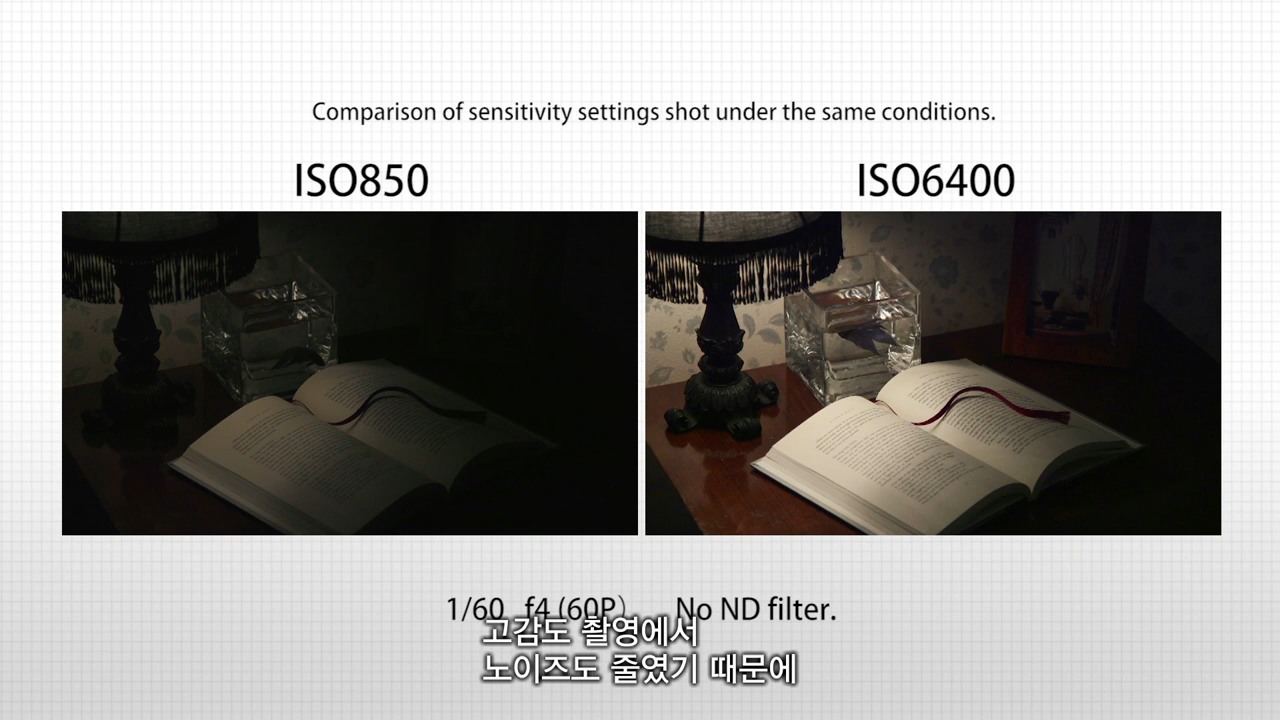 Comparison of sensitivity settings shot under the same conditions.
ISO850
ISO6400
1/60 f4 (60P) No ND filter.
고감도 촬영에서
노이즈도 줄였기 때문에